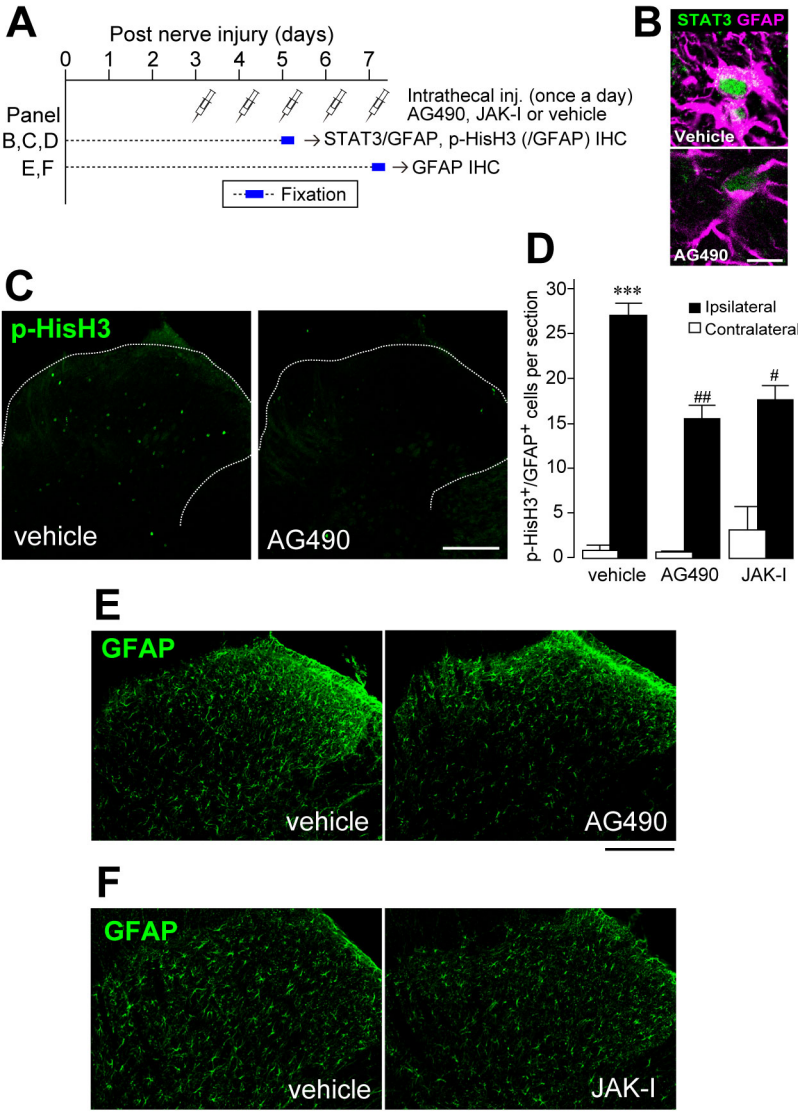 A
Post nerve injury (days)
0 1 2 3 4 5 6 7
Panel
Intrathecal inj. (once a day)
AG490, JAK-I or vehicle
B,C,D
→STAT3/GFAP, p-HisH3 (/GFAP) IHC
E,F
→GFAP IHC
Fixation
B
STAT3 GFAP
Vehicle
AG490
C
p-HisH3
vehicle
AG490
D
p-HisH3+/GFAP+ cells per section
30
25
20
15
10
5
0
***
##
#
Ipsilateral
Contralateral
vehicle AG490 JAK-I
E
GFAP
vehicle
AG490
F
GFAP
vehicle
JAK-I